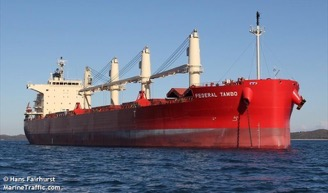 FEDERAL TAMBO
© Hans Fairhurst
MarineTraffic.com